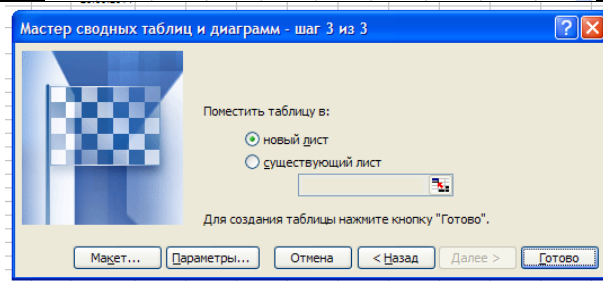 Мастер сводных таблиц и диаграмм - шаг 3 из 3
Поместить таблицу в:
новый лист
существующий лист
Для создания таблицы нажмите кнопку "Готово".
Макет... Параметры... Отмена < Назад Далее > Готово